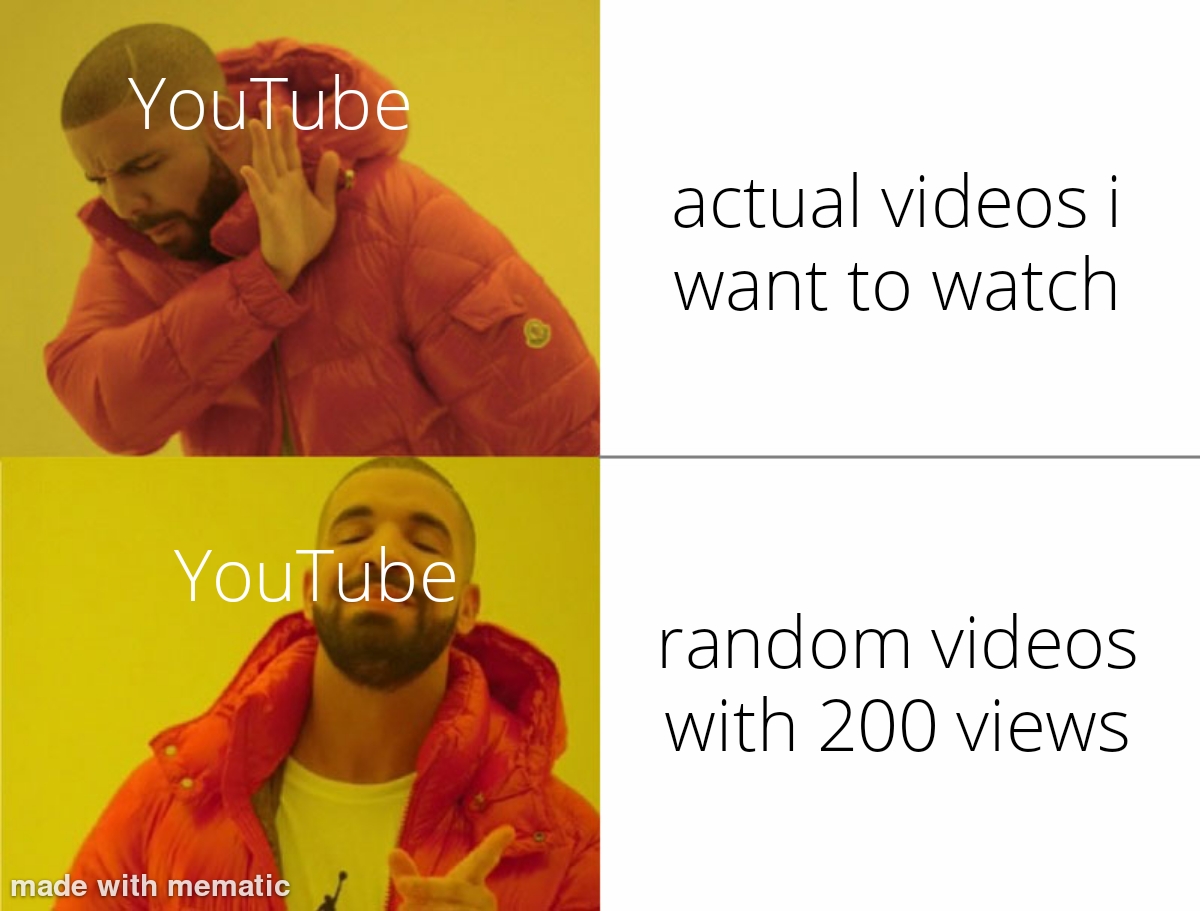 YouTube
actual videos i
want to watch
YouTube
random videos
with 200 views
made with mematic